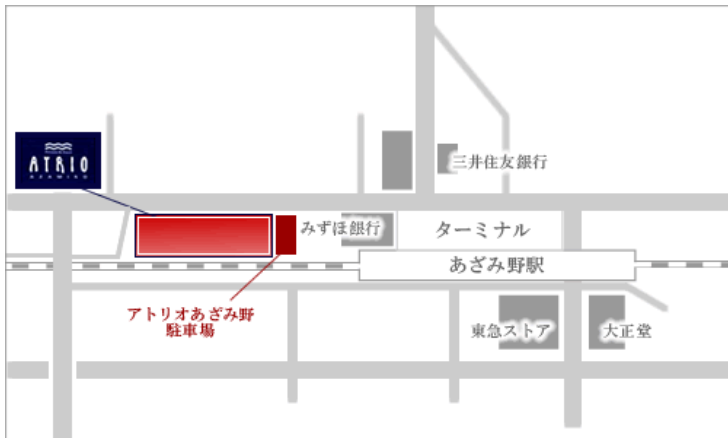 三井住友銀行
ATRIO
AZAMINO
みずほ銀行
ターミナル
あざみ野駅
アトリオあざみ野
駐車場
東急ストア
大正堂